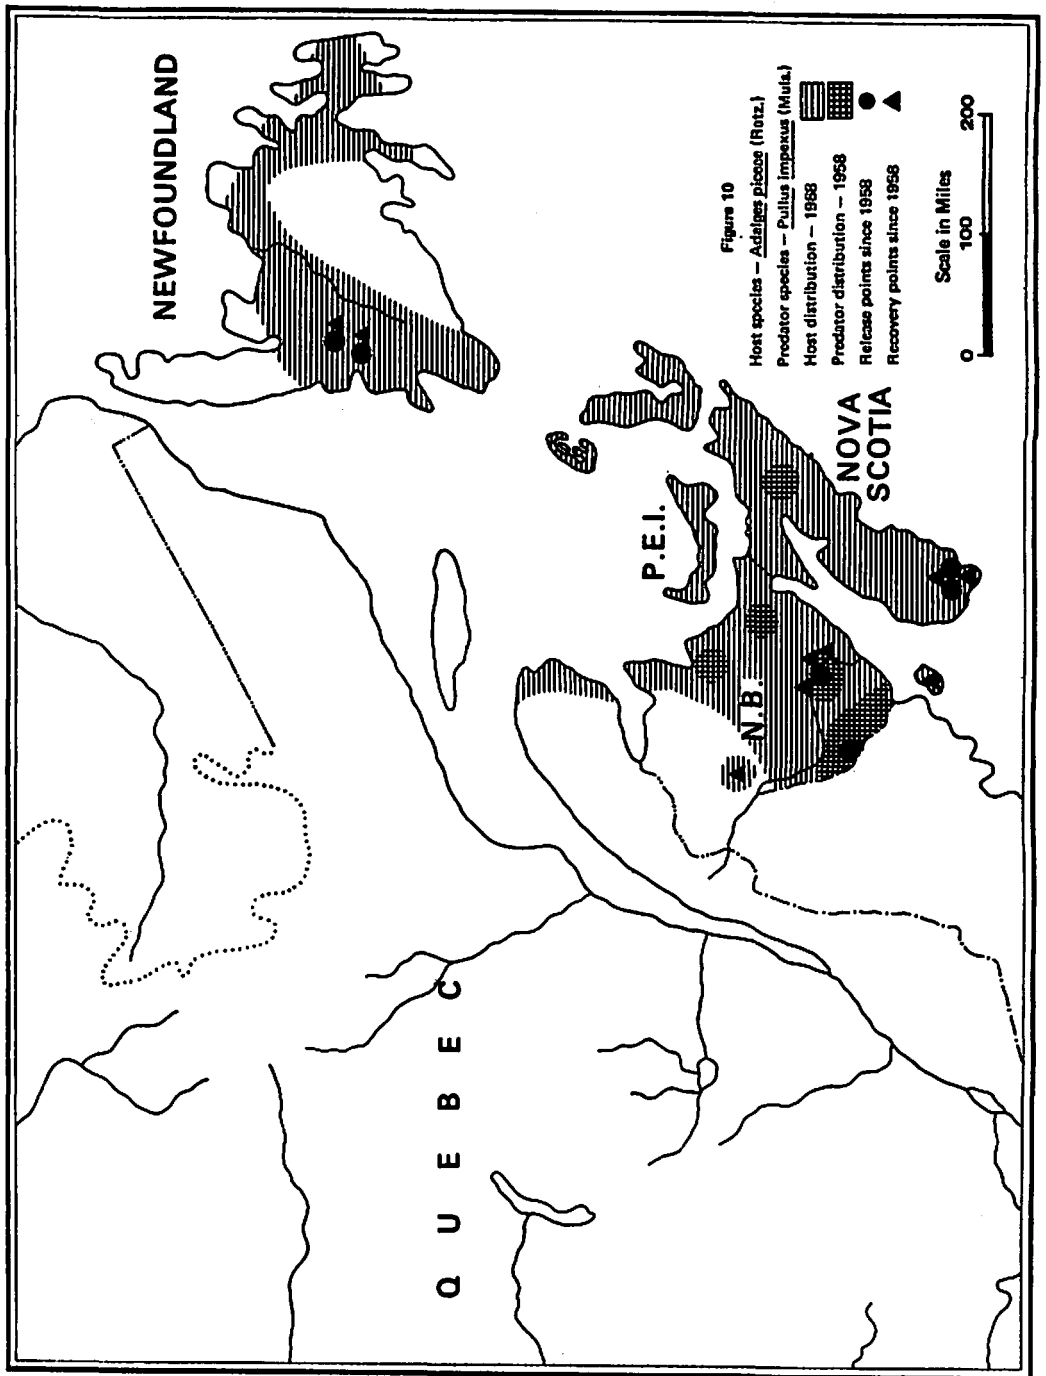 NEWFOUNDLAND
QUEBEC
P.E.I.
N.B.
NOVA
SCOTIA
Figure 10
Host species – Adelges piceae (Ratz.)
Predator species – Pullus impexus (Muls.)
Host distribution – 1968
Predator distribution – 1958
Release points since 1958
Recovery points since 1958
Scale in Miles
0 100 200